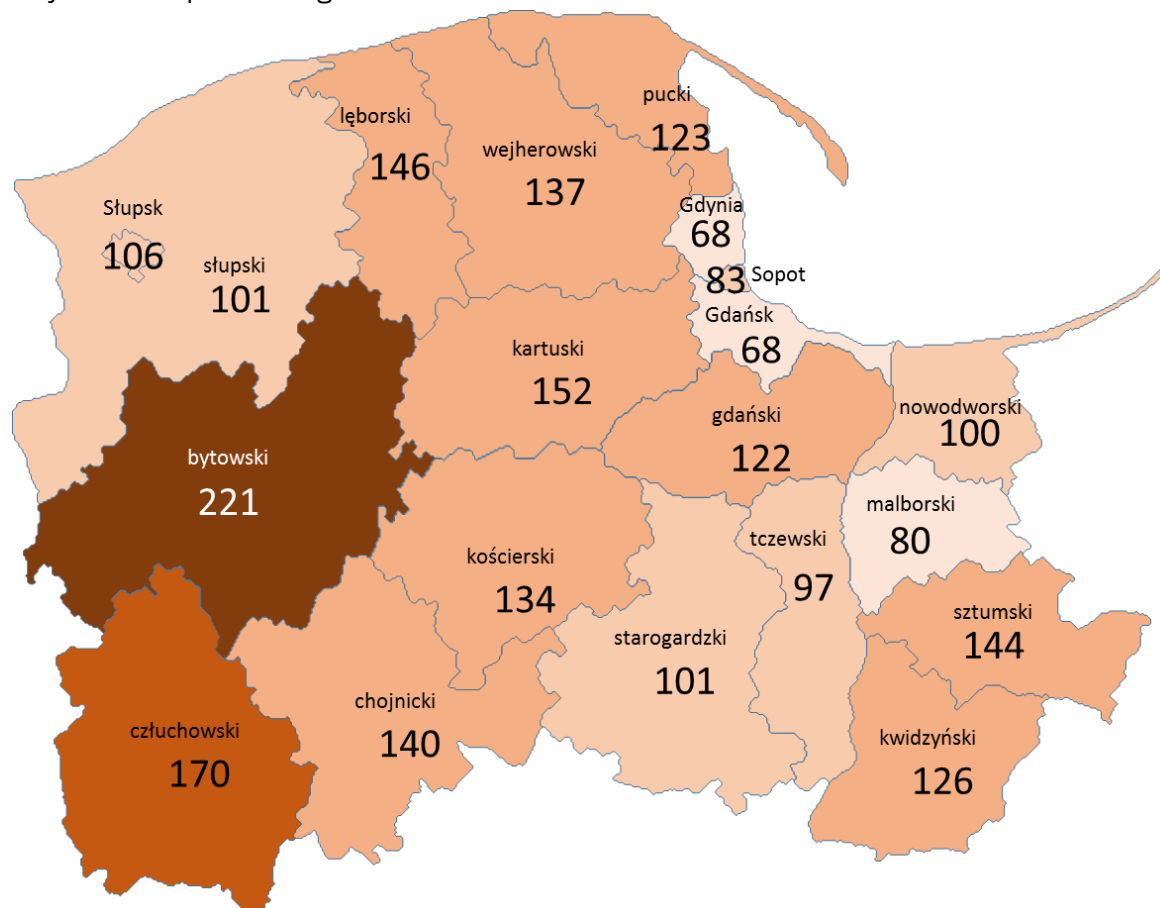 pucki
123
lęborski
146
wejherowski
137
Słupsk
106
Gdynia
68
słupski
101
83 Sopot
Gdańsk
68
kartuski
152
gdański
122
nowodworski
100
bytowski
221
malborski
80
kościerski
134
tczewski
97
sztumski
144
starogardzki
101
chojnicki
140
człuchowski
170
kwidzyński
126